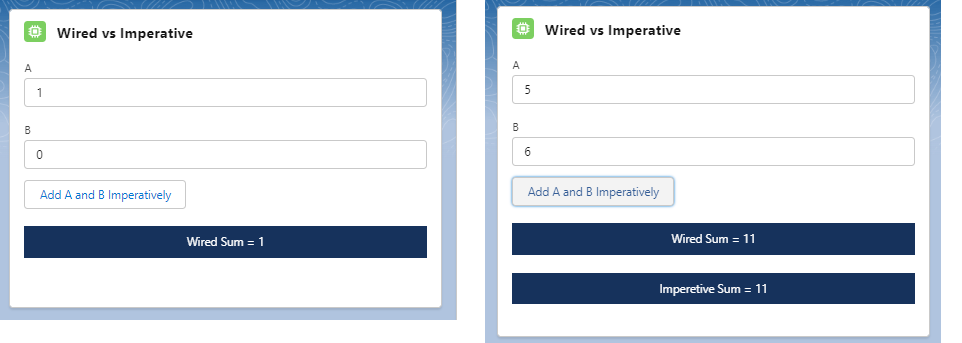 Wired vs Imperative
A
1
B
0
Add A and B Imperatively
Wired Sum = 1
Wired vs Imperative
A
5
B
6
Add A and B Imperatively
Wired Sum = 11
Imperetive Sum = 11